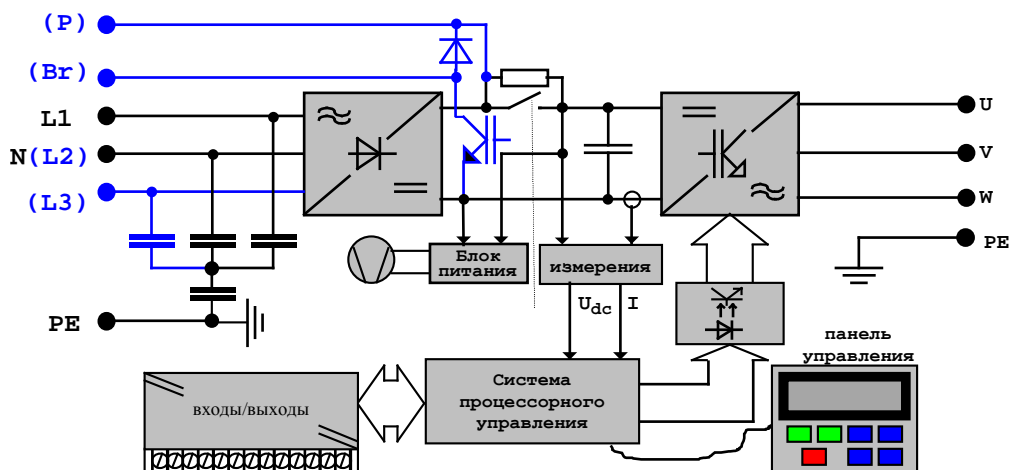 (P)
(Br)
L1
N(L2)
(L3)
PE
U
V
W
PE
Блок
питания
измерения
Udc I
панель
управления
Система
процессорного
управления
входы/выходы